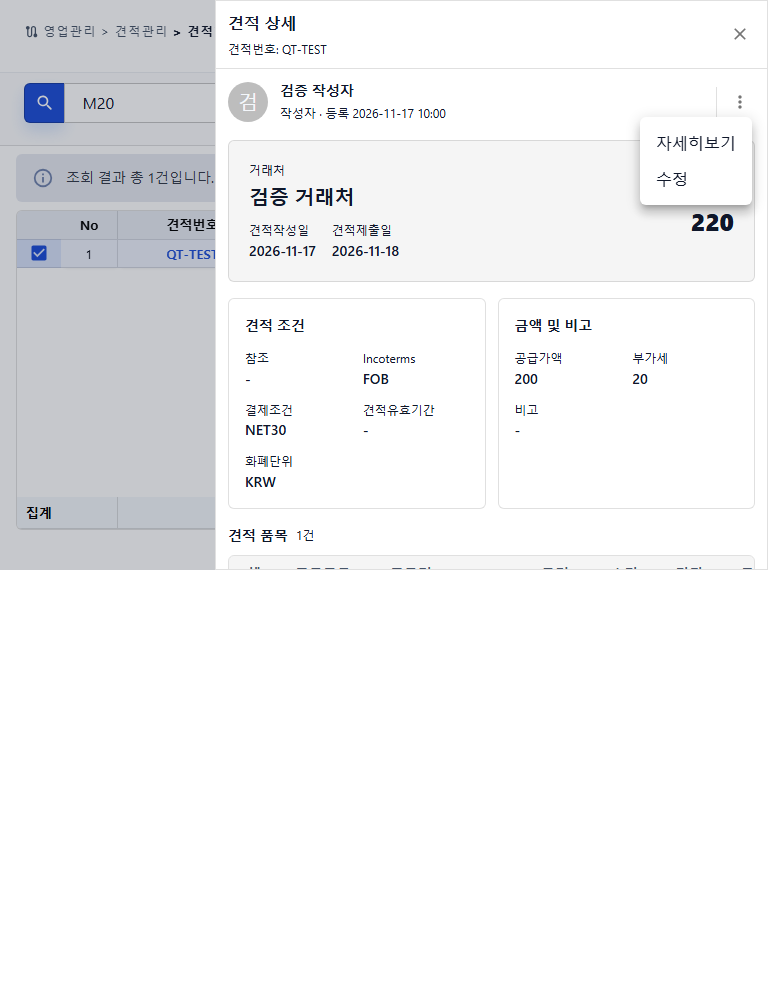 영업관리 > 견적관리 > 견적
M20
조회 결과 총 1건입니다.
No 견적번호
1 QT-TEST
집계
견적 상세
견적번호: QT-TEST
검
검증 작성자
작성자 · 등록 2026-11-17 10:00
자세히보기
수정
거래처
검증 거래처
220
견적작성일 견적제출일
2026-11-17 2026-11-18
견적 조건
참조 Incoterms
- FOB
결제조건 견적유효기간
NET30 -
화폐단위
KRW
금액 및 비고
공급가액 부가세
200 20
비고
-
견적 품목 1건